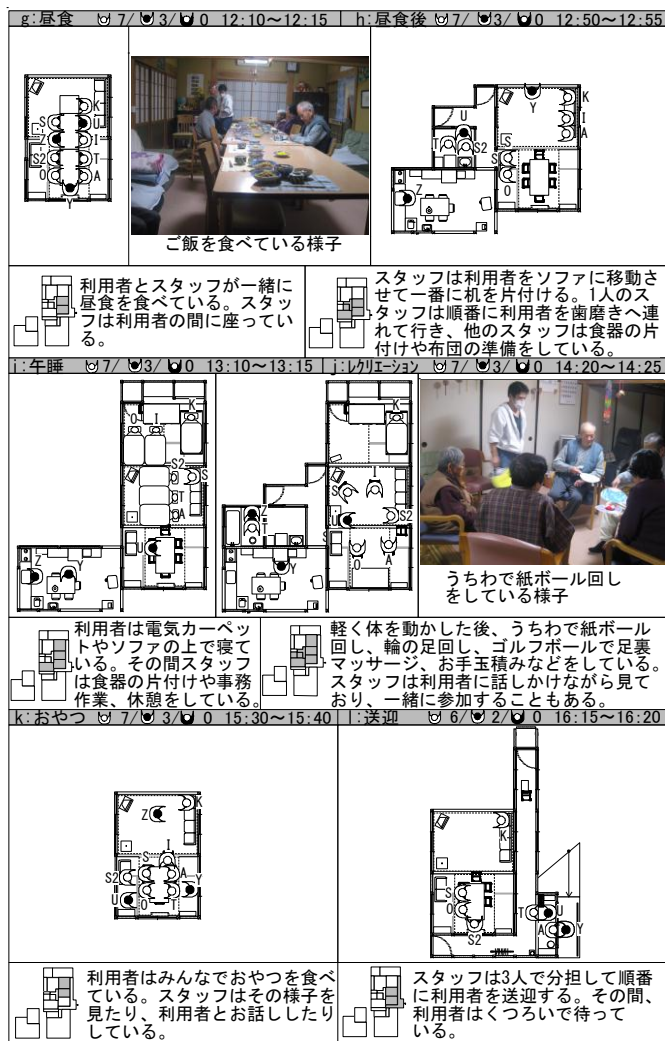 g:昼食 7/ 3/ 0 12:10～12:15
h:昼食後 7/ 3/ 0 12:50～12:55
K
S
U
Z
I
S2
T
O
A
Y
ご飯を食べている様子
Y
K
I
A
U
T
S2
S
S
O
Z
利用者とスタッフが一緒に
昼食を食べている。スタッ
フは利用者の間に座ってい
る。
スタッフは利用者をソファに移動さ
せて一番に机を片付ける。1人のス
タッフは順番に利用者を歯磨きへ連
れて行き、他のスタッフは食器の片
付けや布団の準備をしている。
i:午睡 7/ 3/ 0 13:10～13:15
j:ﾚｸﾘｴｰｼｮﾝ 7/ 3/ 0 14:20～14:25
K
O
I
S2
S
T
A
U
Z
Y
K
I
S
U
S2
Z
T
S
O
A
Y
うちわで紙ボール回し
をしている様子
利用者は電気カーペッ
トやソファの上で寝て
いる。その間スタッフ
は食器の片付けや事務
作業、休憩をしている。
軽く体を動かした後、うちわで紙ボール
回し、輪の足回し、ゴルフボールで足裏
マッサージ、お手玉積みなどをしている。
スタッフは利用者に話しかけながら見て
おり、一緒に参加することもある。
k:おやつ 7/ 3/ 0 15:30～15:40
l:送迎 6/ 2/ 0 16:15～16:20
K
Z
I
S
S2
A
Y
U
O
T
K
S
O
S2
T
U
A
Y
利用者はみんなでおやつを食べ
ている。スタッフはその様子を
見たり、利用者とお話ししたり
している。
スタッフは3人で分担して順番
に利用者を送迎する。その間、
利用者はくつろいで待って
いる。